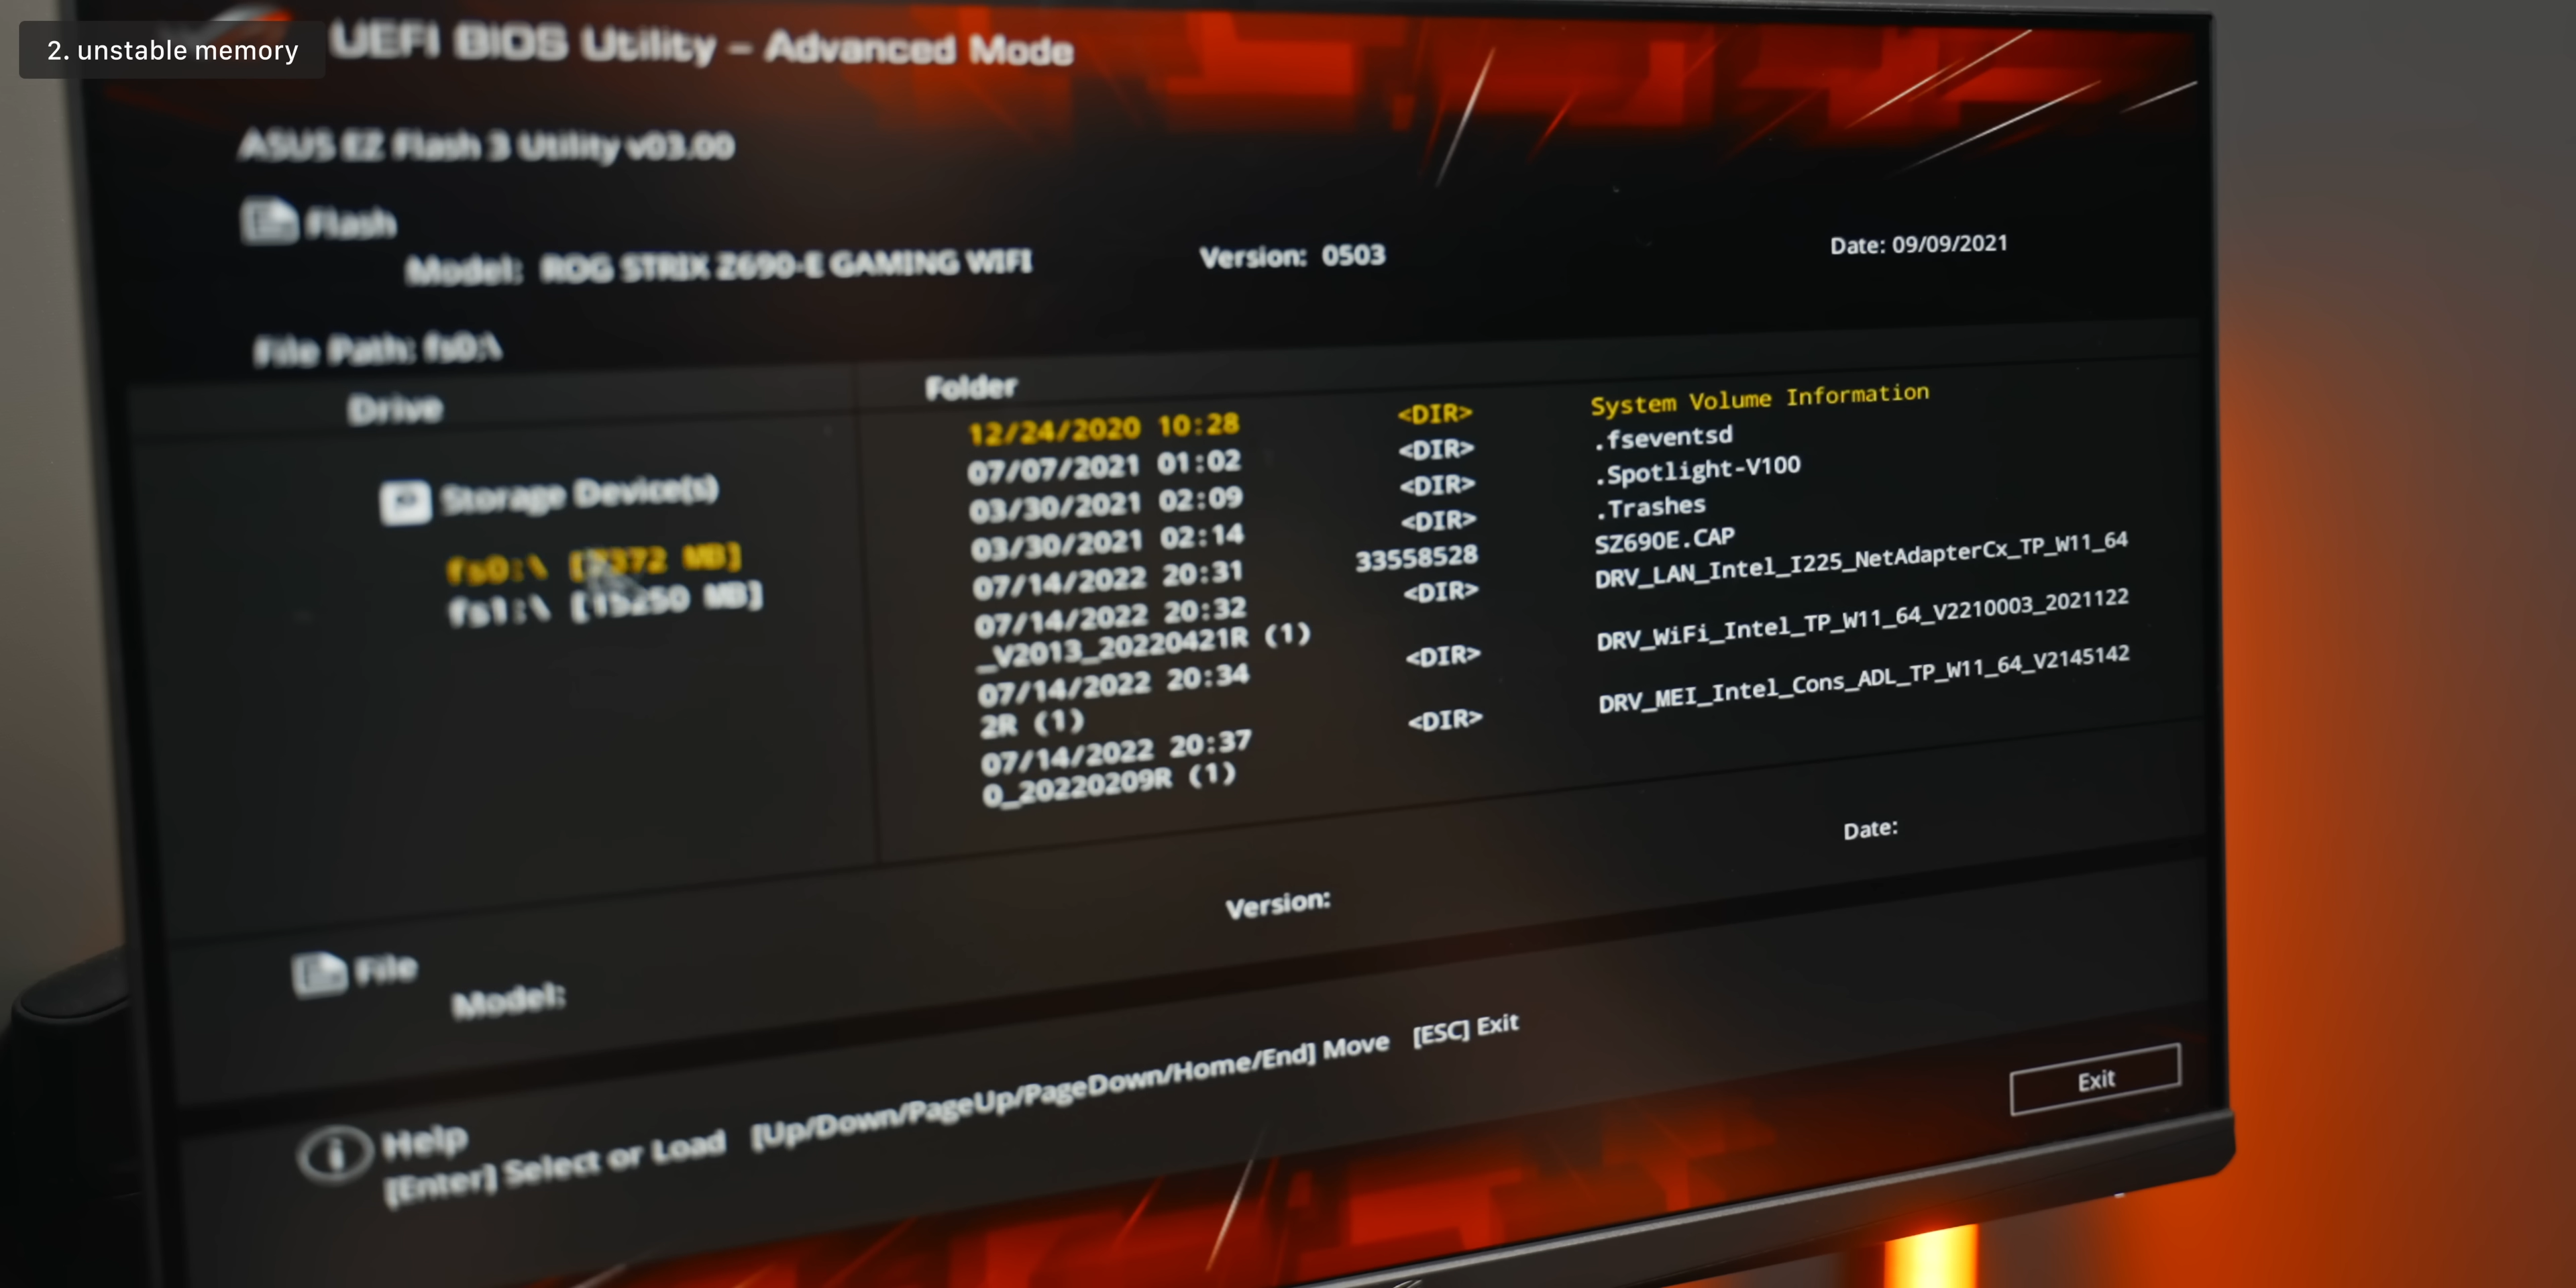 2. unstable memory
UEFI BIOS Utility – Advanced Mode
ASUS EZ Flash 3 Utility v03.00
Flash
Model: ROG STRIX Z690-E GAMING WIFI Version: 0503 Date: 09/09/2021
File Path: fs0:\
Drive Folder
Storage Device(s)
fs0:\ [ MB]
fs1:\ [15250 MB]
12/24/2020 10:28 <DIR> System Volume Information
07/07/2021 01:02 <DIR> .fseventsd
03/30/2021 02:09 <DIR> .Spotlight-V100
03/30/2021 02:14 <DIR> .Trashes
07/14/2022 20:31 33558528 SZ690E.CAP
07/14/2022 20:32 <DIR> DRV_LAN_Intel_I225_NetAdapterCx_TP_W11_64
_V2013_20220421R (1)
07/14/2022 20:34 <DIR> DRV_WiFi_Intel_TP_W11_64_V2210003_2021122
2R (1)
07/14/2022 20:37 <DIR> DRV_MEI_Intel_Cons_ADL_TP_W11_64_V2145142
0_20220209R (1)
File
Model: Version: Date:
Help
[Enter] Select or Load [Up/Down/PageUp/PageDown/Home/End] Move [ESC] Exit
Exit